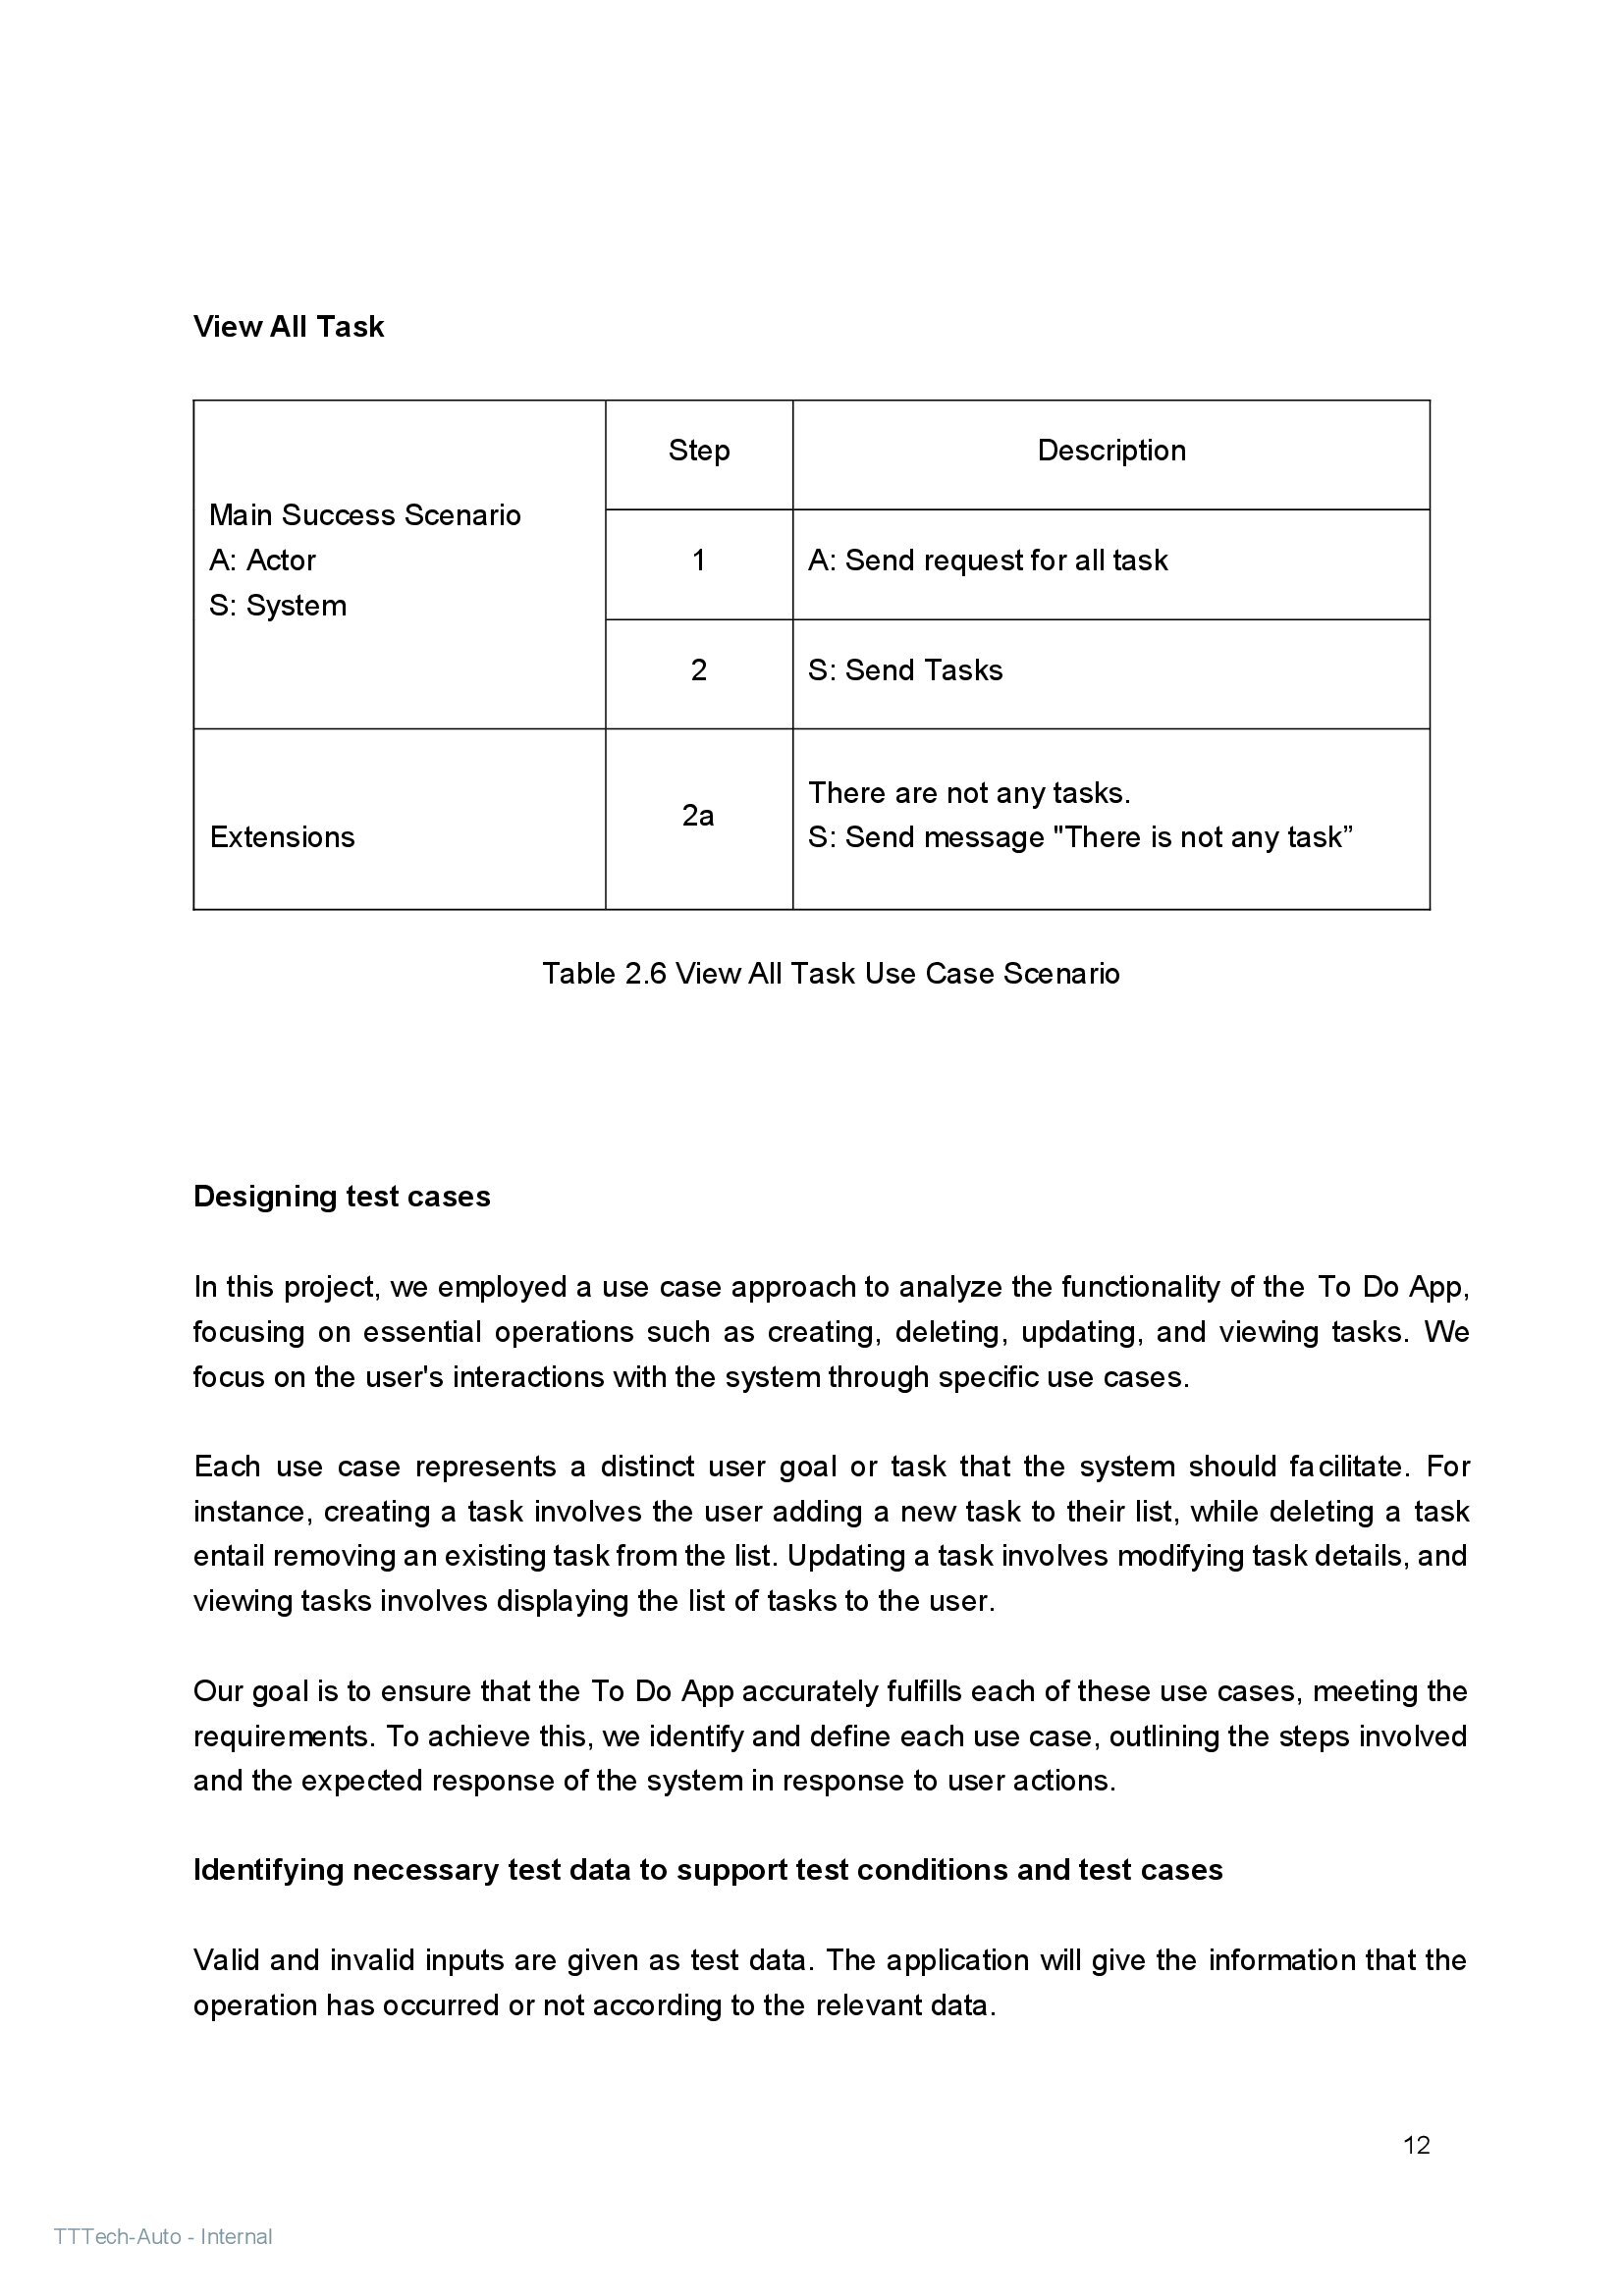 View All Task
Step
Description
Main Success Scenario
A: Actor
S: System
1
A: Send request for all task
2
S: Send Tasks
Extensions
2a
There are not any tasks.
S: Send message "There is not any task”
Table 2.6 View All Task Use Case Scenario
Designing test cases
In this project, we employed a use case approach to analyze the functionality of the To Do App,
focusing on essential operations such as creating, deleting, updating, and viewing tasks. We
focus on the user's interactions with the system through specific use cases.
Each use case represents a distinct user goal or task that the system should facilitate. For
instance, creating a task involves the user adding a new task to their list, while deleting a task
entail removing an existing task from the list. Updating a task involves modifying task details, and
viewing tasks involves displaying the list of tasks to the user.
Our goal is to ensure that the To Do App accurately fulfills each of these use cases, meeting the
requirements. To achieve this, we identify and define each use case, outlining the steps involved
and the expected response of the system in response to user actions.
Identifying necessary test data to support test conditions and test cases
Valid and invalid inputs are given as test data. The application will give the information that the
operation has occurred or not according to the relevant data.
12
TTTech-Auto - Internal